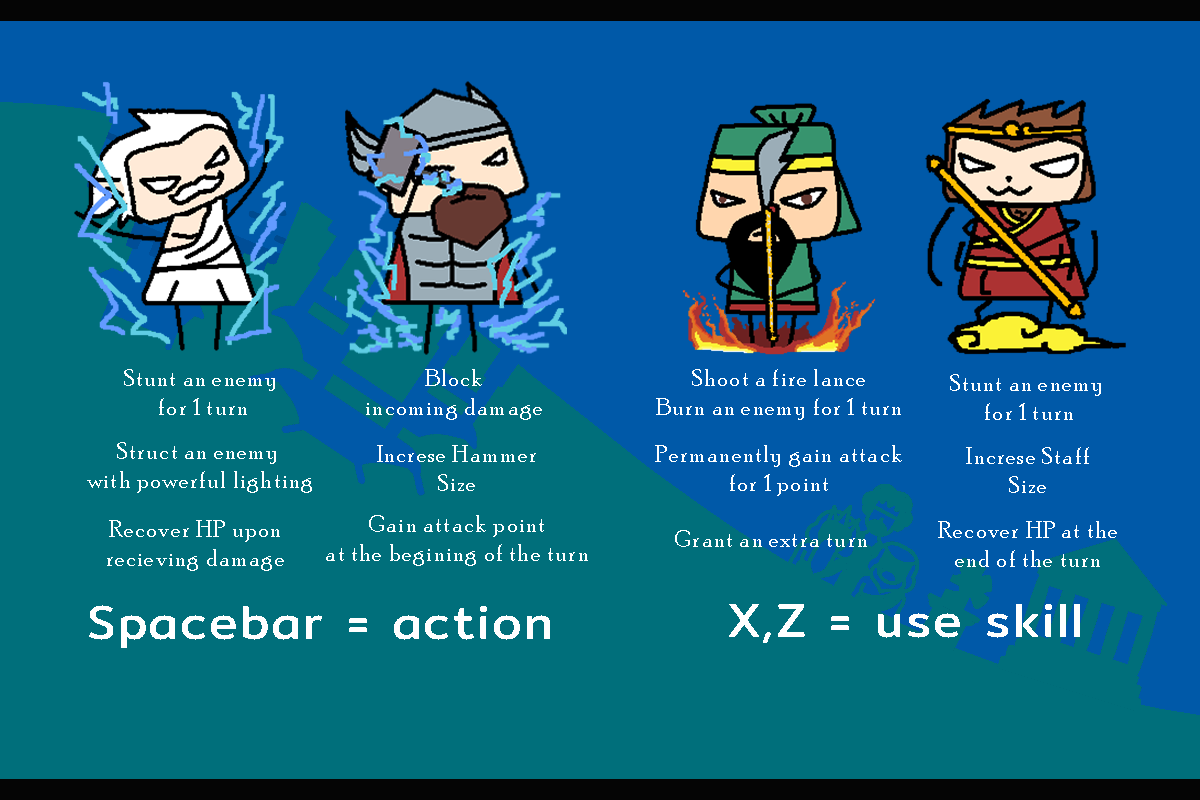 Stunt an enemy
for 1 turn
Struct an enemy
with powerful lighting
Recover HP upon
recieving damage
Block
incoming damage
Increse Hammer
Size
Gain attack point
at the begining of the turn
Shoot a fire lance
Burn an enemy for 1 turn
Permanently gain attack
for 1 point
Grant an extra turn
Stunt an enemy
for 1 turn
Increse Staff
Size
Recover HP at the
end of the turn
Spacebar = action
X,Z = use skill